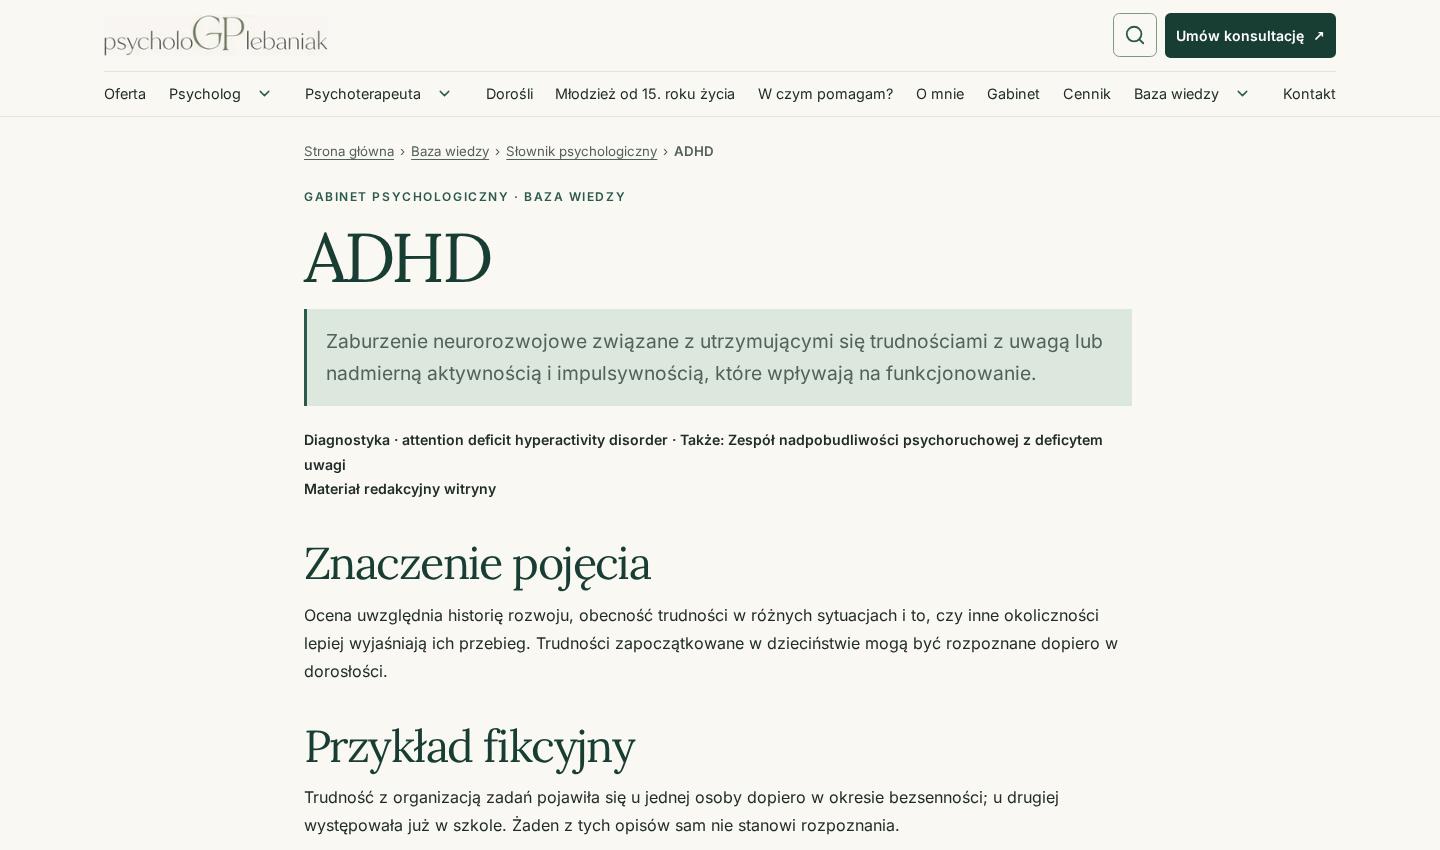 psycholoGPlebaniak
Umów konsultację ↗
Oferta Psycholog Psychoterapeuta Dorośli Młodzież od 15. roku życia W czym pomagam? O mnie Gabinet Cennik Baza wiedzy Kontakt
Strona główna › Baza wiedzy › Słownik psychologiczny › ADHD
GABINET PSYCHOLOGICZNY · BAZA WIEDZY
ADHD
Zaburzenie neurorozwojowe związane z utrzymującymi się trudnościami z uwagą lub
nadmierną aktywnością i impulsywnością, które wpływają na funkcjonowanie.
Diagnostyka · attention deficit hyperactivity disorder · Także: Zespół nadpobudliwości psychoruchowej z deficytem
uwagi
Materiał redakcyjny witryny
Znaczenie pojęcia
Ocena uwzględnia historię rozwoju, obecność trudności w różnych sytuacjach i to, czy inne okoliczności
lepiej wyjaśniają ich przebieg. Trudności zapoczątkowane w dzieciństwie mogą być rozpoznane dopiero w
dorosłości.
Przykład fikcyjny
Trudność z organizacją zadań pojawiła się u jednej osoby dopiero w okresie bezsenności; u drugiej
występowała już w szkole. Żaden z tych opisów sam nie stanowi rozpoznania.